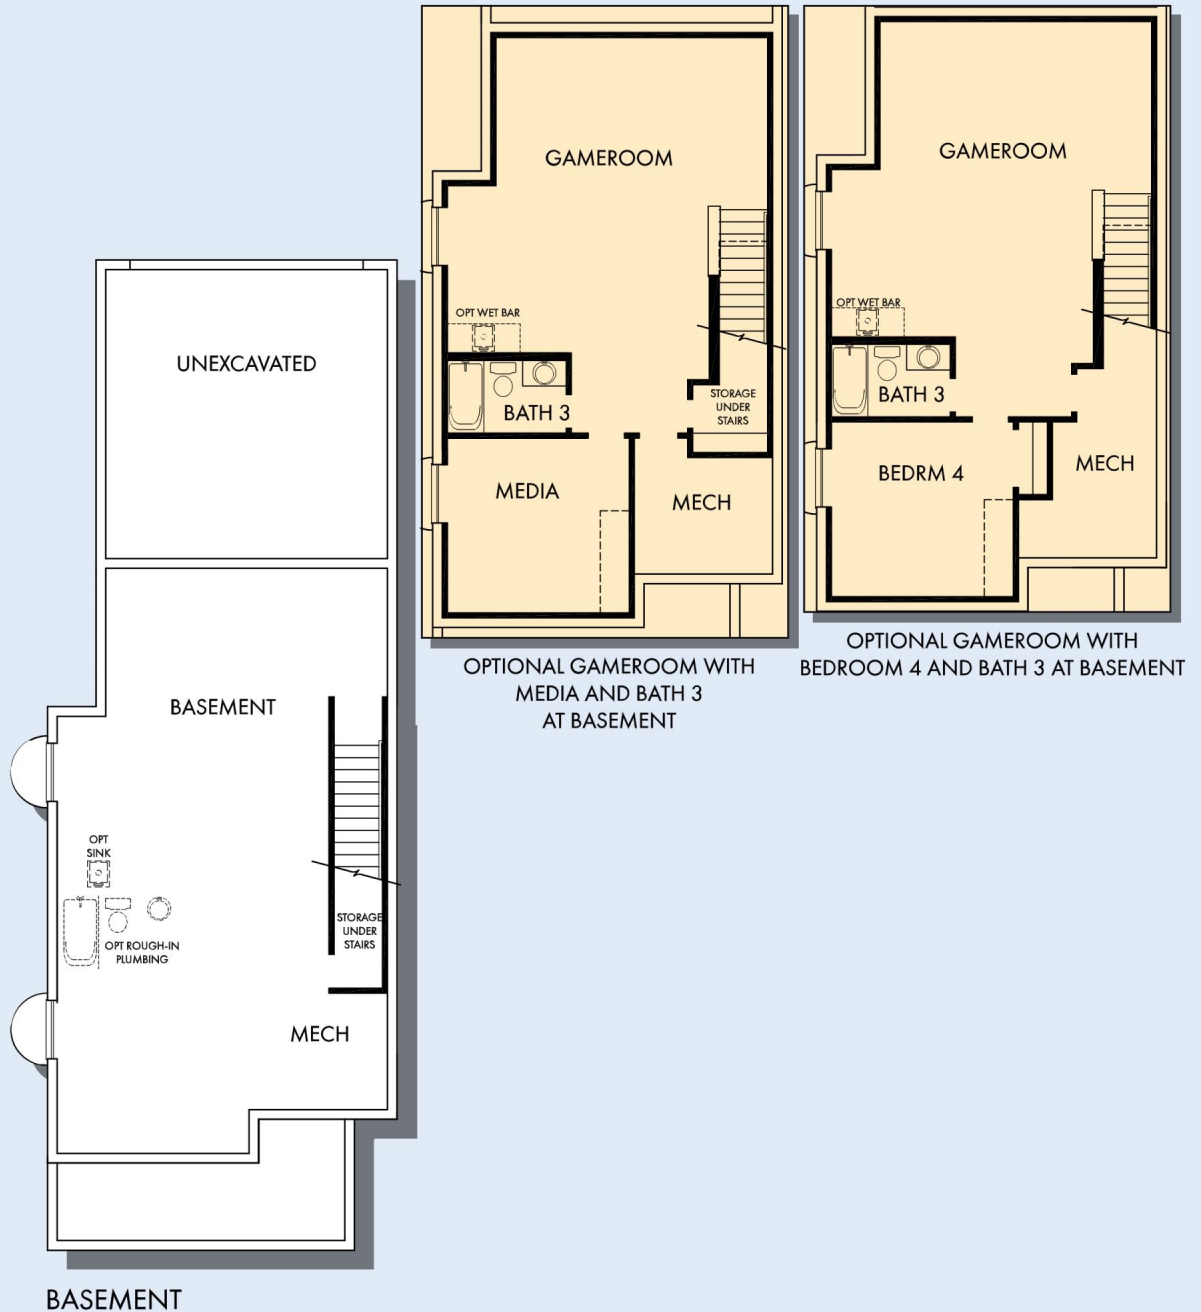 GAMEROOM
OPT WET BAR
BATH 3
STORAGE
UNDER
STAIRS
MEDIA
MECH
OPTIONAL GAMEROOM WITH
MEDIA AND BATH 3
AT BASEMENT
GAMEROOM
OPT WET BAR
BATH 3
BEDRM 4
MECH
OPTIONAL GAMEROOM WITH
BEDROOM 4 AND BATH 3 AT BASEMENT
UNEXCAVATED
BASEMENT
OPT
SINK
OPT ROUGH-IN
PLUMBING
STORAGE
UNDER
STAIRS
MECH
BASEMENT